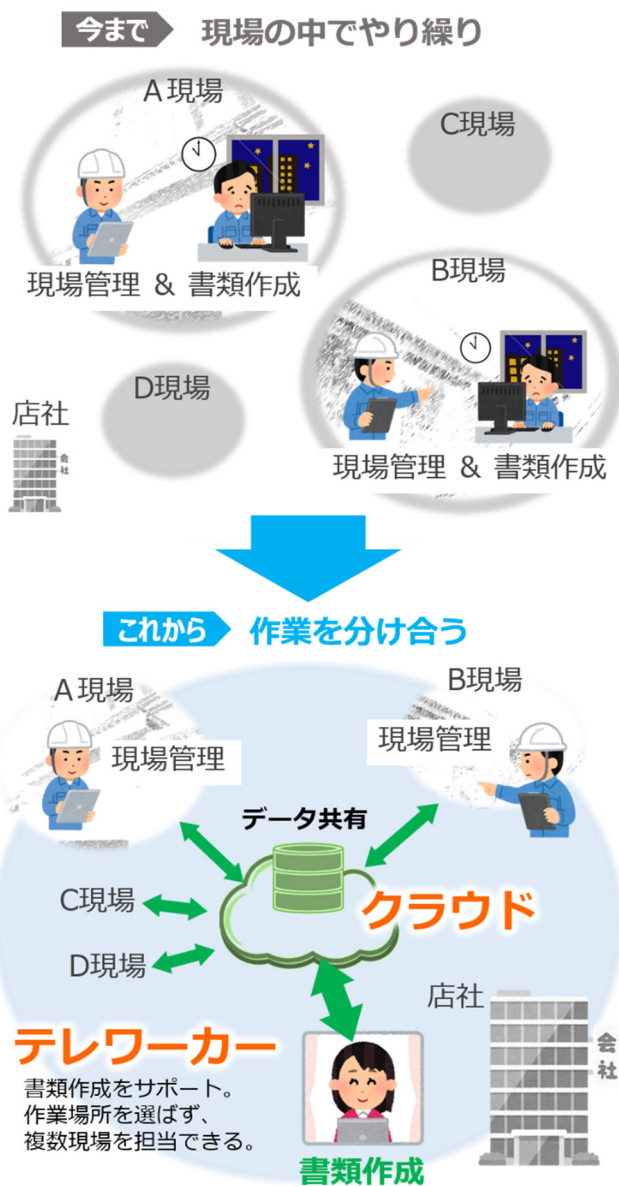 今まで
現場の中でやり繰り
A現場
C現場
現場管理 & 書類作成
B現場
D現場
店社
会社
現場管理 & 書類作成
これから
作業を分け合う
A現場
B現場
現場管理
現場管理
データ共有
クラウド
C現場
D現場
店社
会社
テレワーカー
書類作成をサポート。
作業場所を選ばず、
複数現場を担当できる。
書類作成